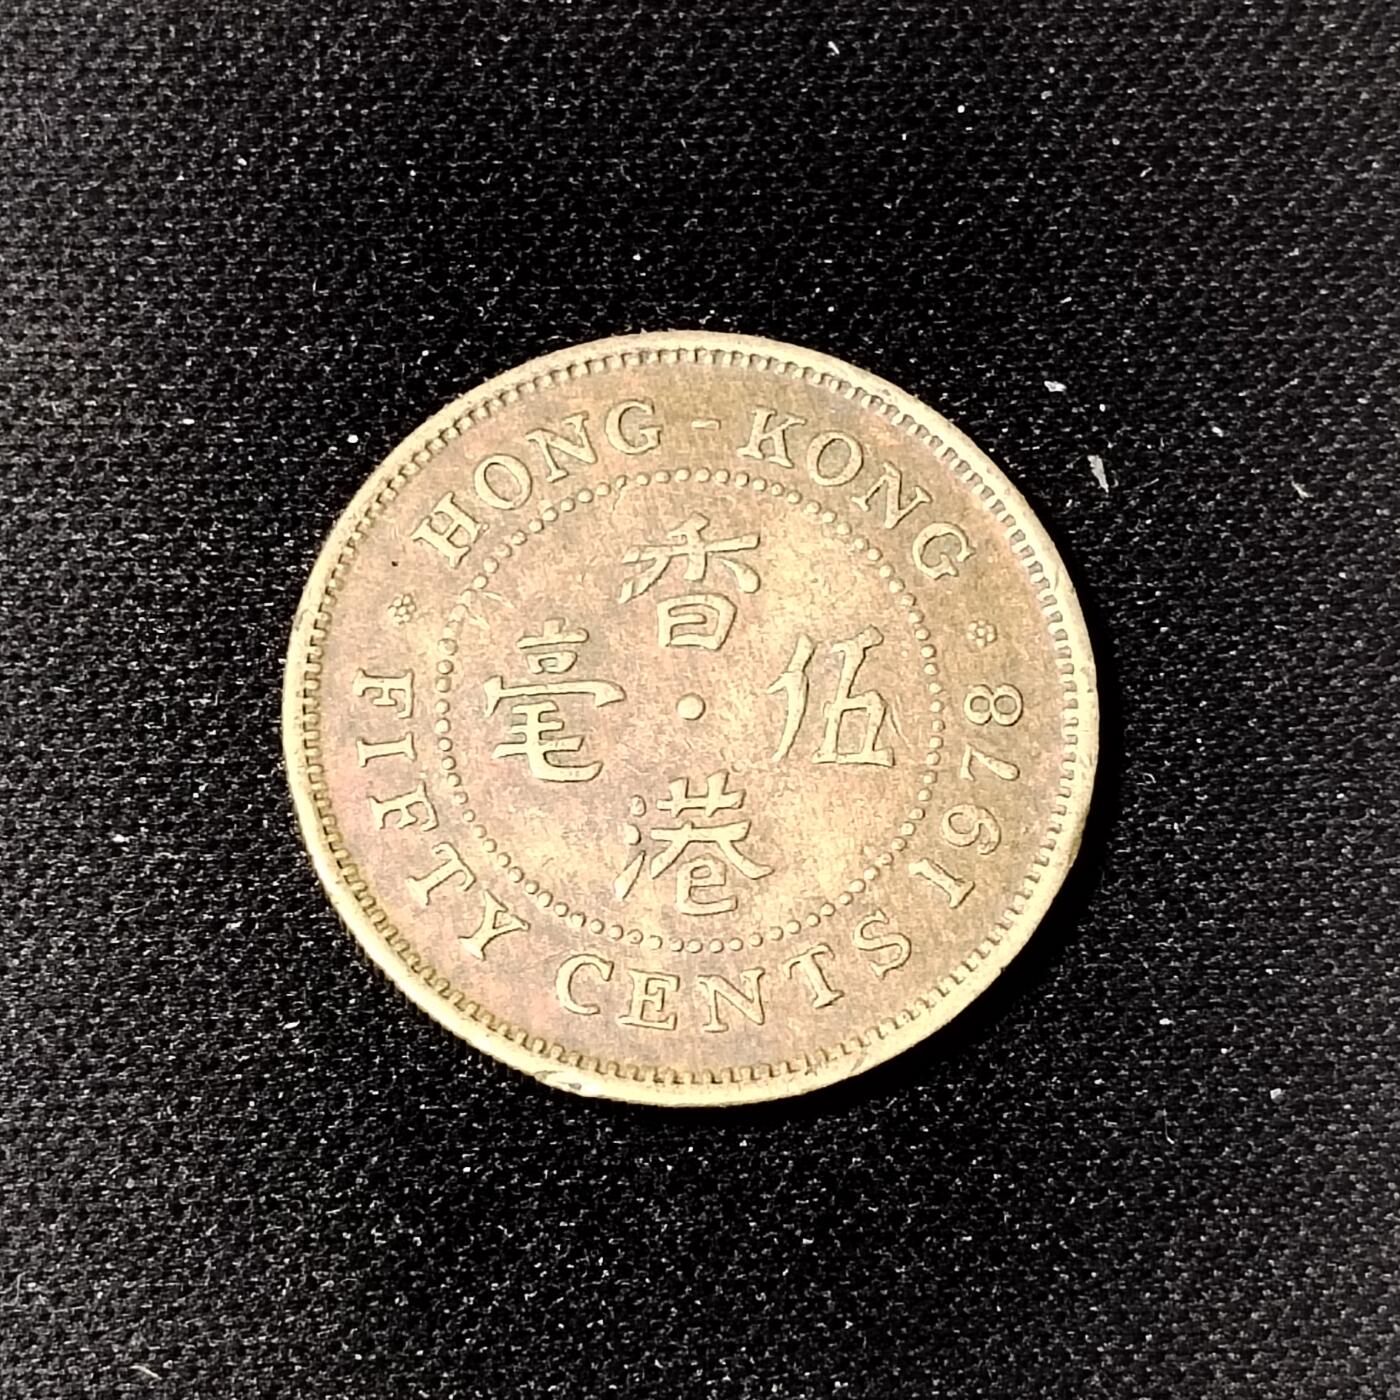 HONG - KONG
香港
伍毫
FIFTY CENTS 1978